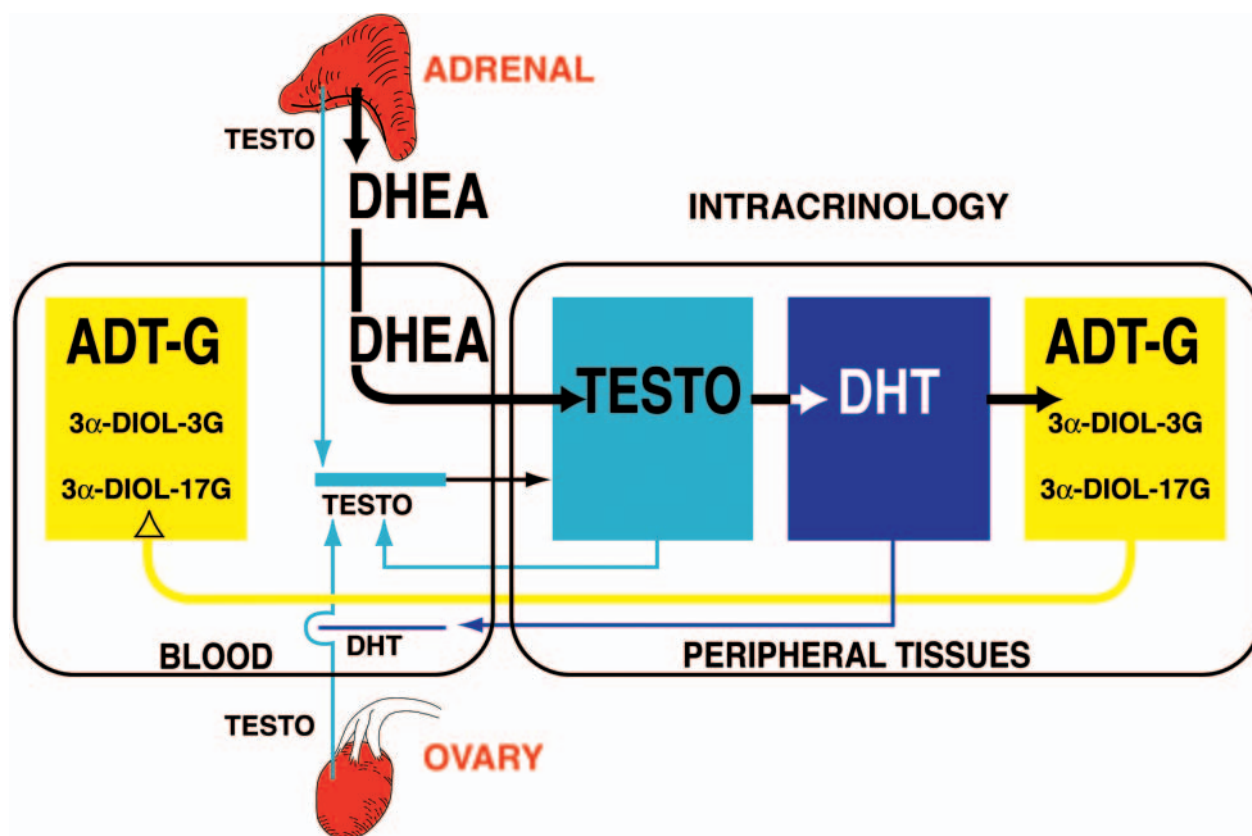 ADRENAL
TESTO
DHEA
INTRACRINOLOGY
ADT-G
3α-DIOL-3G
3α-DIOL-17G
DHEA
TESTO
DHT
BLOOD
TESTO
DHT
ADT-G
3α-DIOL-3G
3α-DIOL-17G
PERIPHERAL TISSUES
TESTO
OVARY